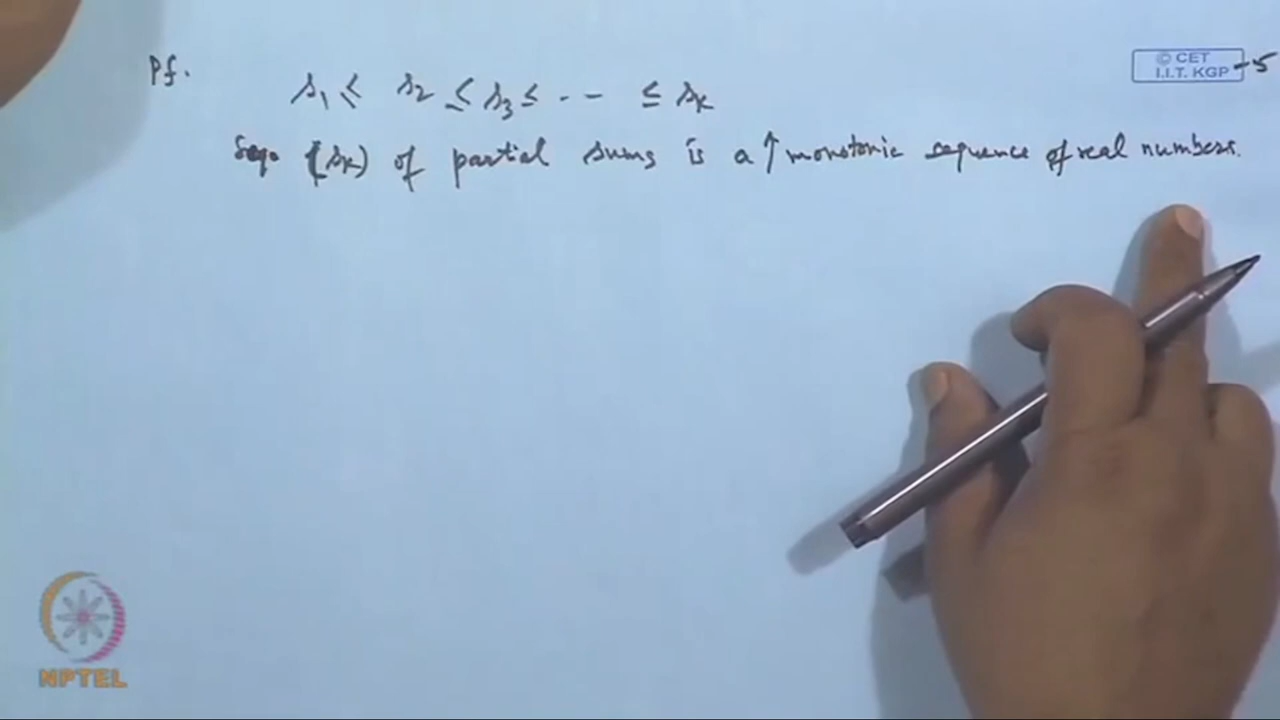 Pf.
s₁ ≤ s₂ ≤ s₃ ≤ .-- ≤ sₖ
Seqn (sₖ) of partial sums is a ↑ monotonic sequence of real numbers.
© CET
I.I.T. KGP
-5
NPTEL